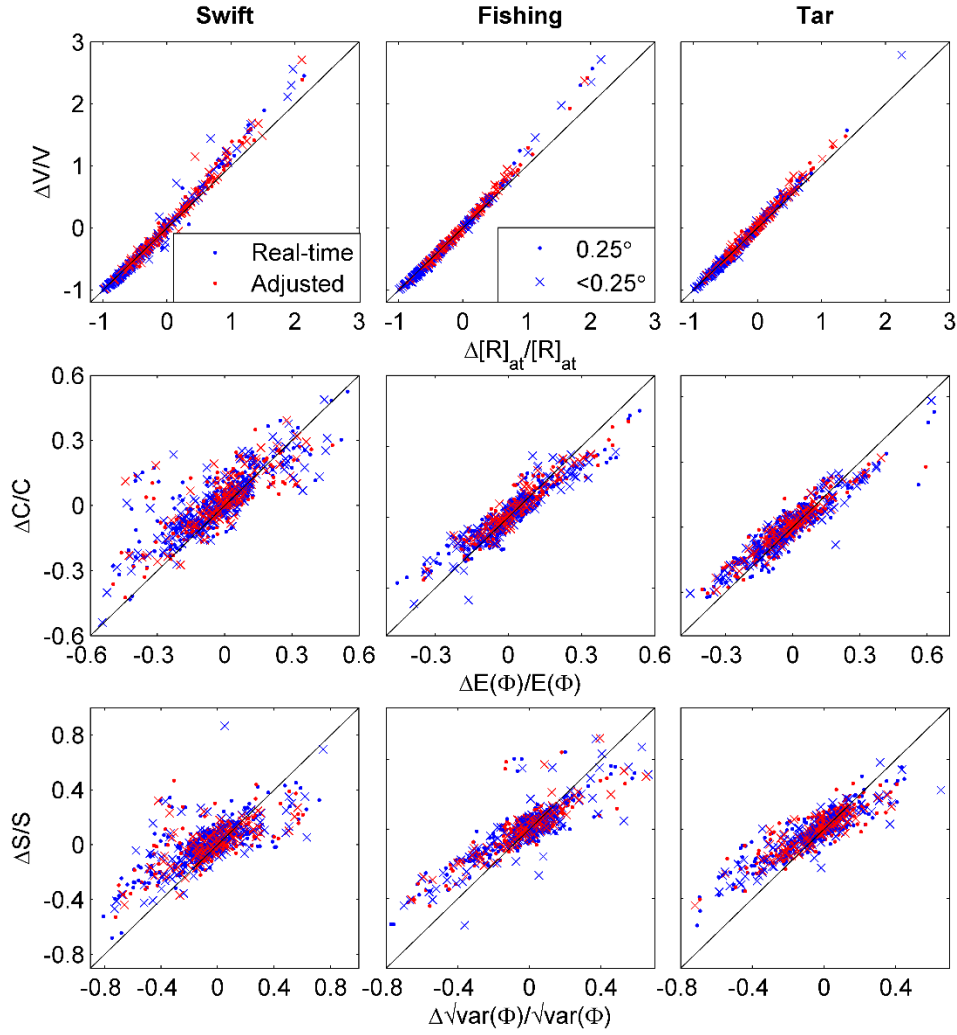 Swift Fishing Tar
3
2
1
0
-1
ΔV/V
Real-time
Adjusted
0.25°
<0.25°
-1 0 1 2 3 -1 0 1 2 3 -1 0 1 2 3
Δ[R]at/[R]at
0.6
0.3
0
-0.3
-0.6
ΔC/C
-0.6 -0.3 0 0.3 0.6 -0.3 0 0.3 0.6 -0.3 0 0.3 0.6
ΔE(Φ)/E(Φ)
0.8
0.4
0
-0.4
-0.8
ΔS/S
-0.8 -0.4 0 0.4 0.8 -0.8 -0.4 0 0.4 -0.8 -0.4 0 0.4
Δ√var(Φ)/√var(Φ)